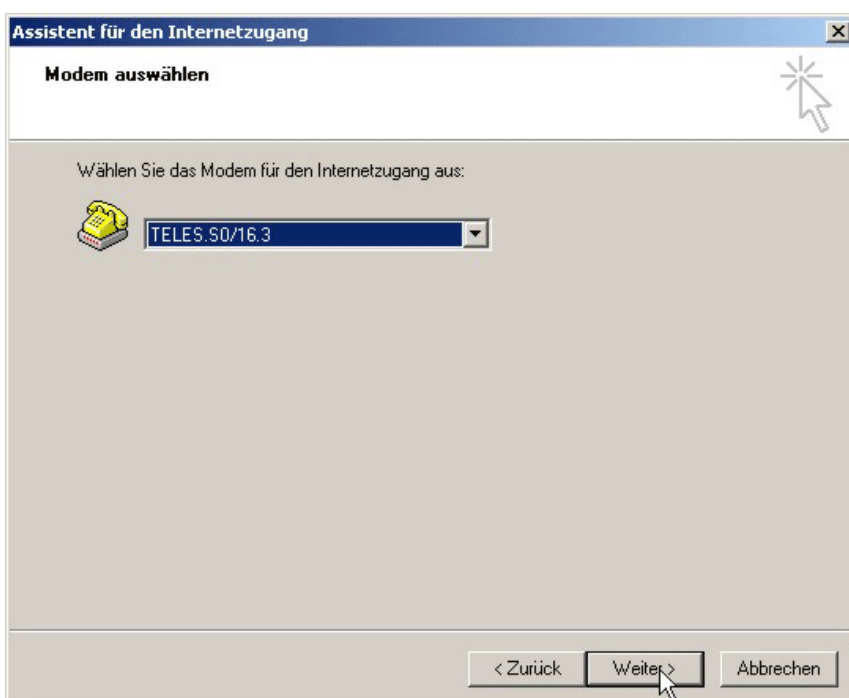 Assistent für den Internetzugang
Modem auswählen
Wählen Sie das Modem für den Internetzugang aus:
TELES.S0/16.3
< Zurück Weiter > Abbrechen